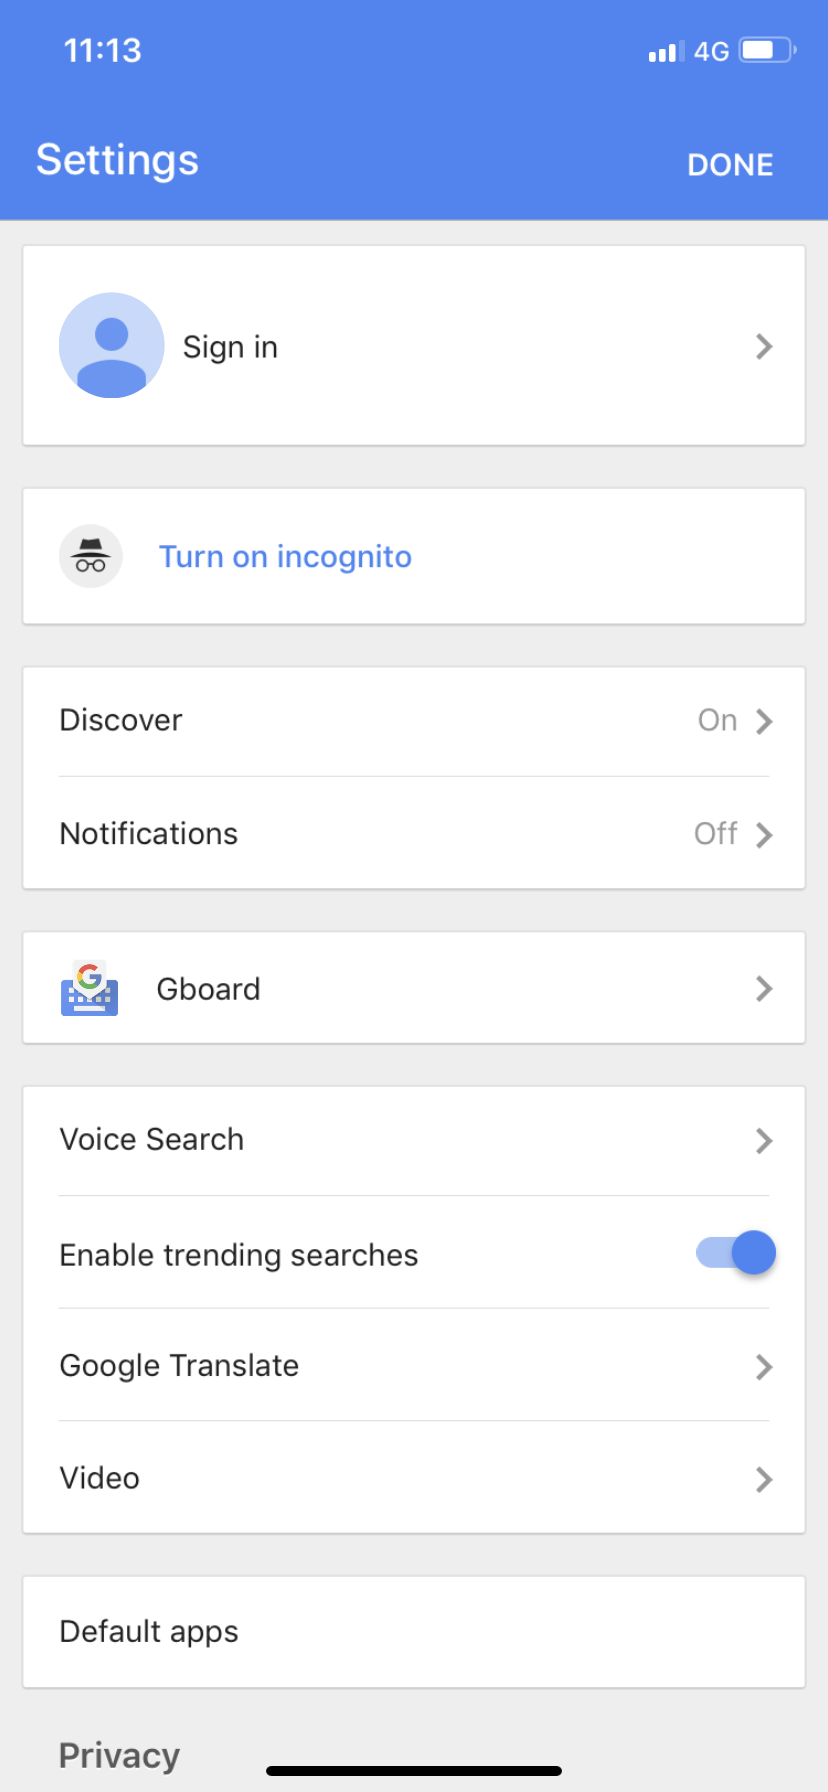 11:13
4G
Settings
DONE
Sign in
Turn on incognito
Discover
On
Notifications
Off
Gboard
Voice Search
Enable trending searches
Google Translate
Video
Default apps
Privacy